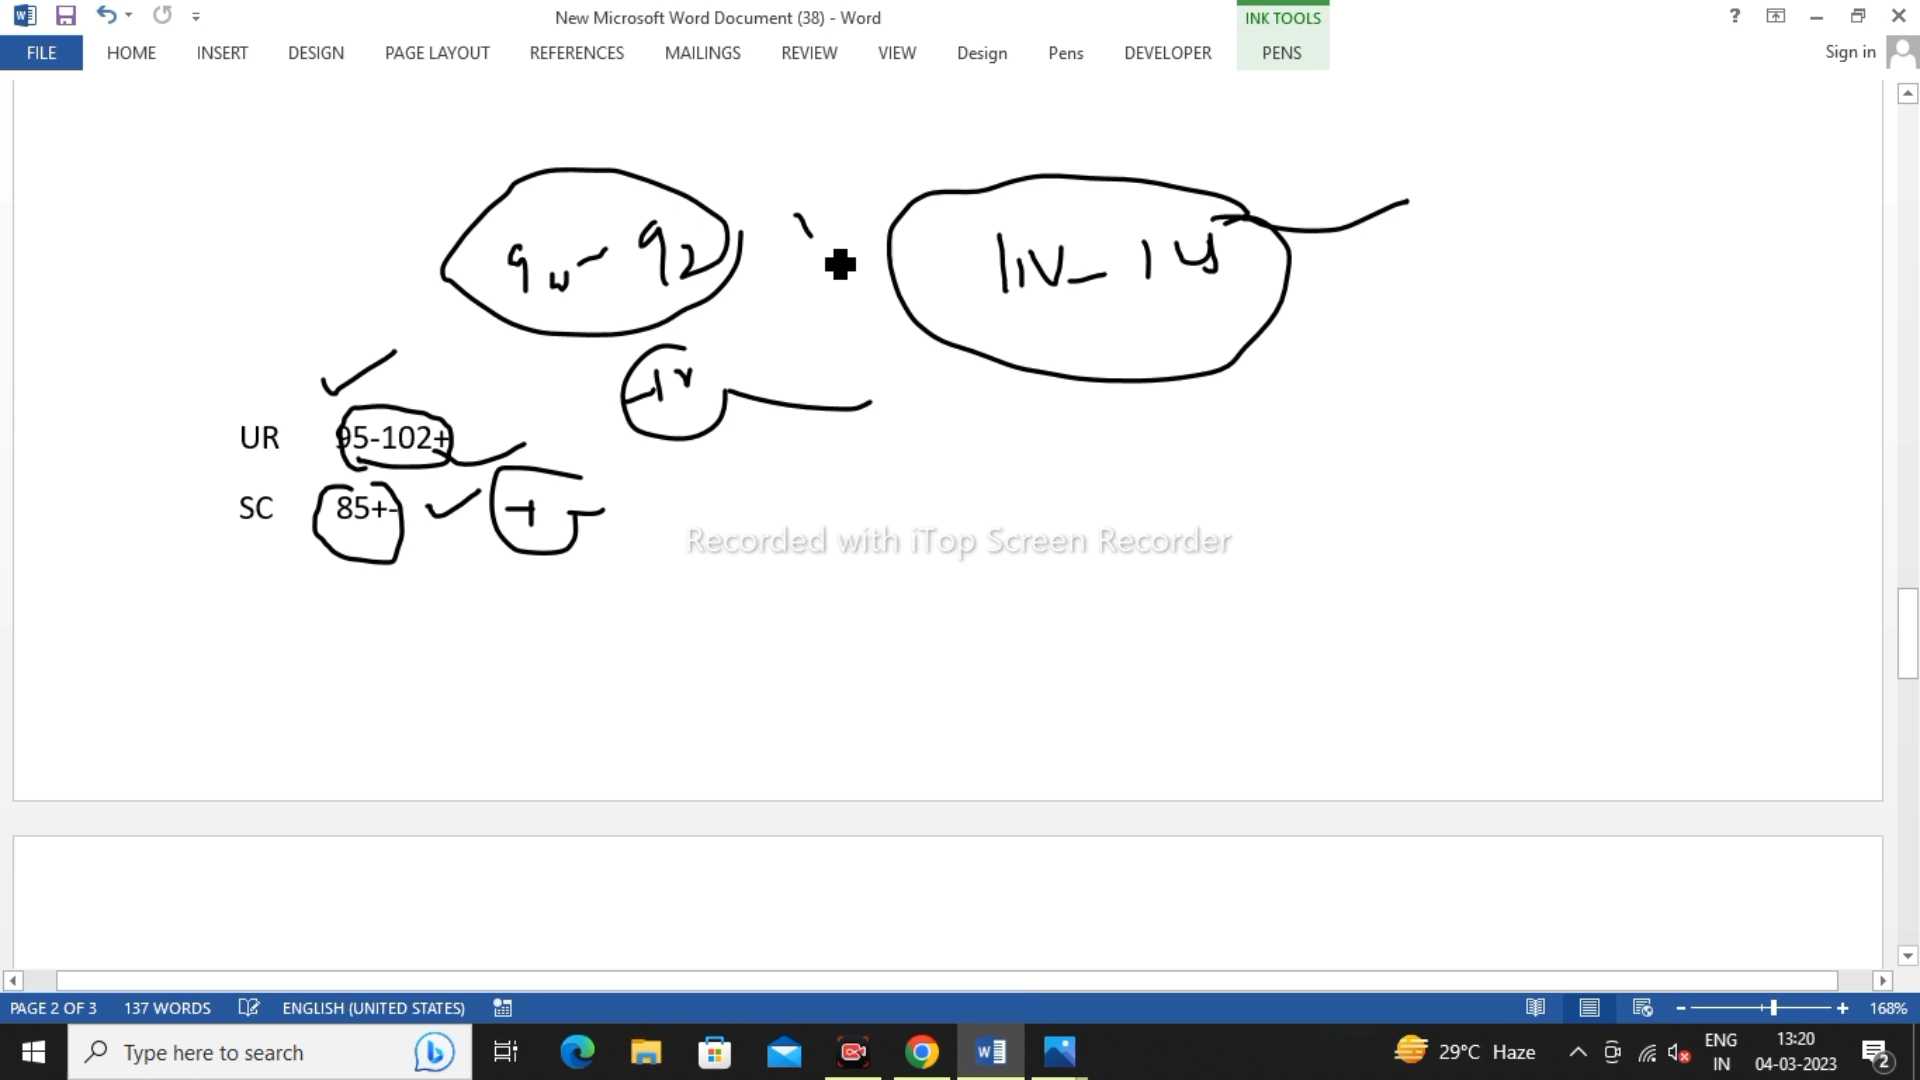 New Microsoft Word Document (38) - Word
INK TOOLS
FILE HOME INSERT DESIGN PAGE LAYOUT REFERENCES MAILINGS REVIEW VIEW Design Pens DEVELOPER PENS
Sign in
UR 95-102+
SC 85+-
Recorded with iTop Screen Recorder
PAGE 2 OF 3 137 WORDS ENGLISH (UNITED STATES) 168%
Type here to search
29°C Haze
ENG
IN
13:20
04-03-2023
2